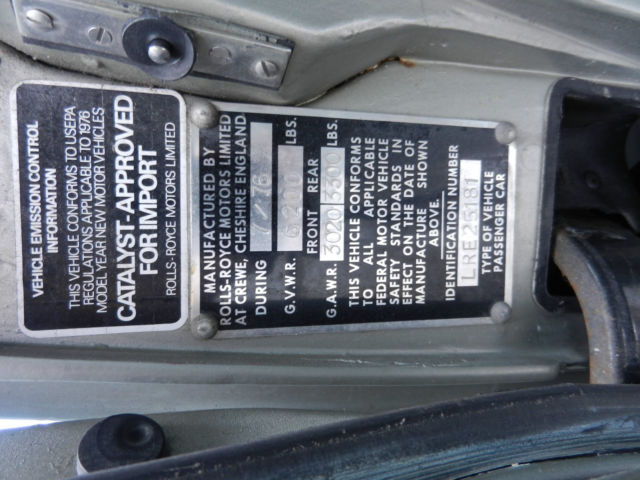 VEHICLE EMISSION CONTROL
INFORMATION
THIS VEHICLE CONFORMS TO USEPA
REGULATIONS APPLICABLE TO 1976
MODEL YEAR NEW MOTOR VEHICLES
CATALYST-APPROVED
FOR IMPORT
ROLLS-ROYCE MOTORS LIMITED
MANUFACTURED BY
ROLLS-ROYCE MOTORS LIMITED
AT CREWE, CHESHIRE ENGLAND
DURING
G.V.W.R. 6200 LBS.
FRONT REAR
G.A.W.R. 3020 3500 LBS.
THIS VEHICLE CONFORMS
TO ALL APPLICABLE
FEDERAL MOTOR VEHICLE
SAFETY STANDARDS IN
EFFECT ON THE DATE OF
MANUFACTURE SHOWN
ABOVE.
IDENTIFICATION NUMBER
LRE25181
TYPE OF VEHICLE
PASSENGER CAR